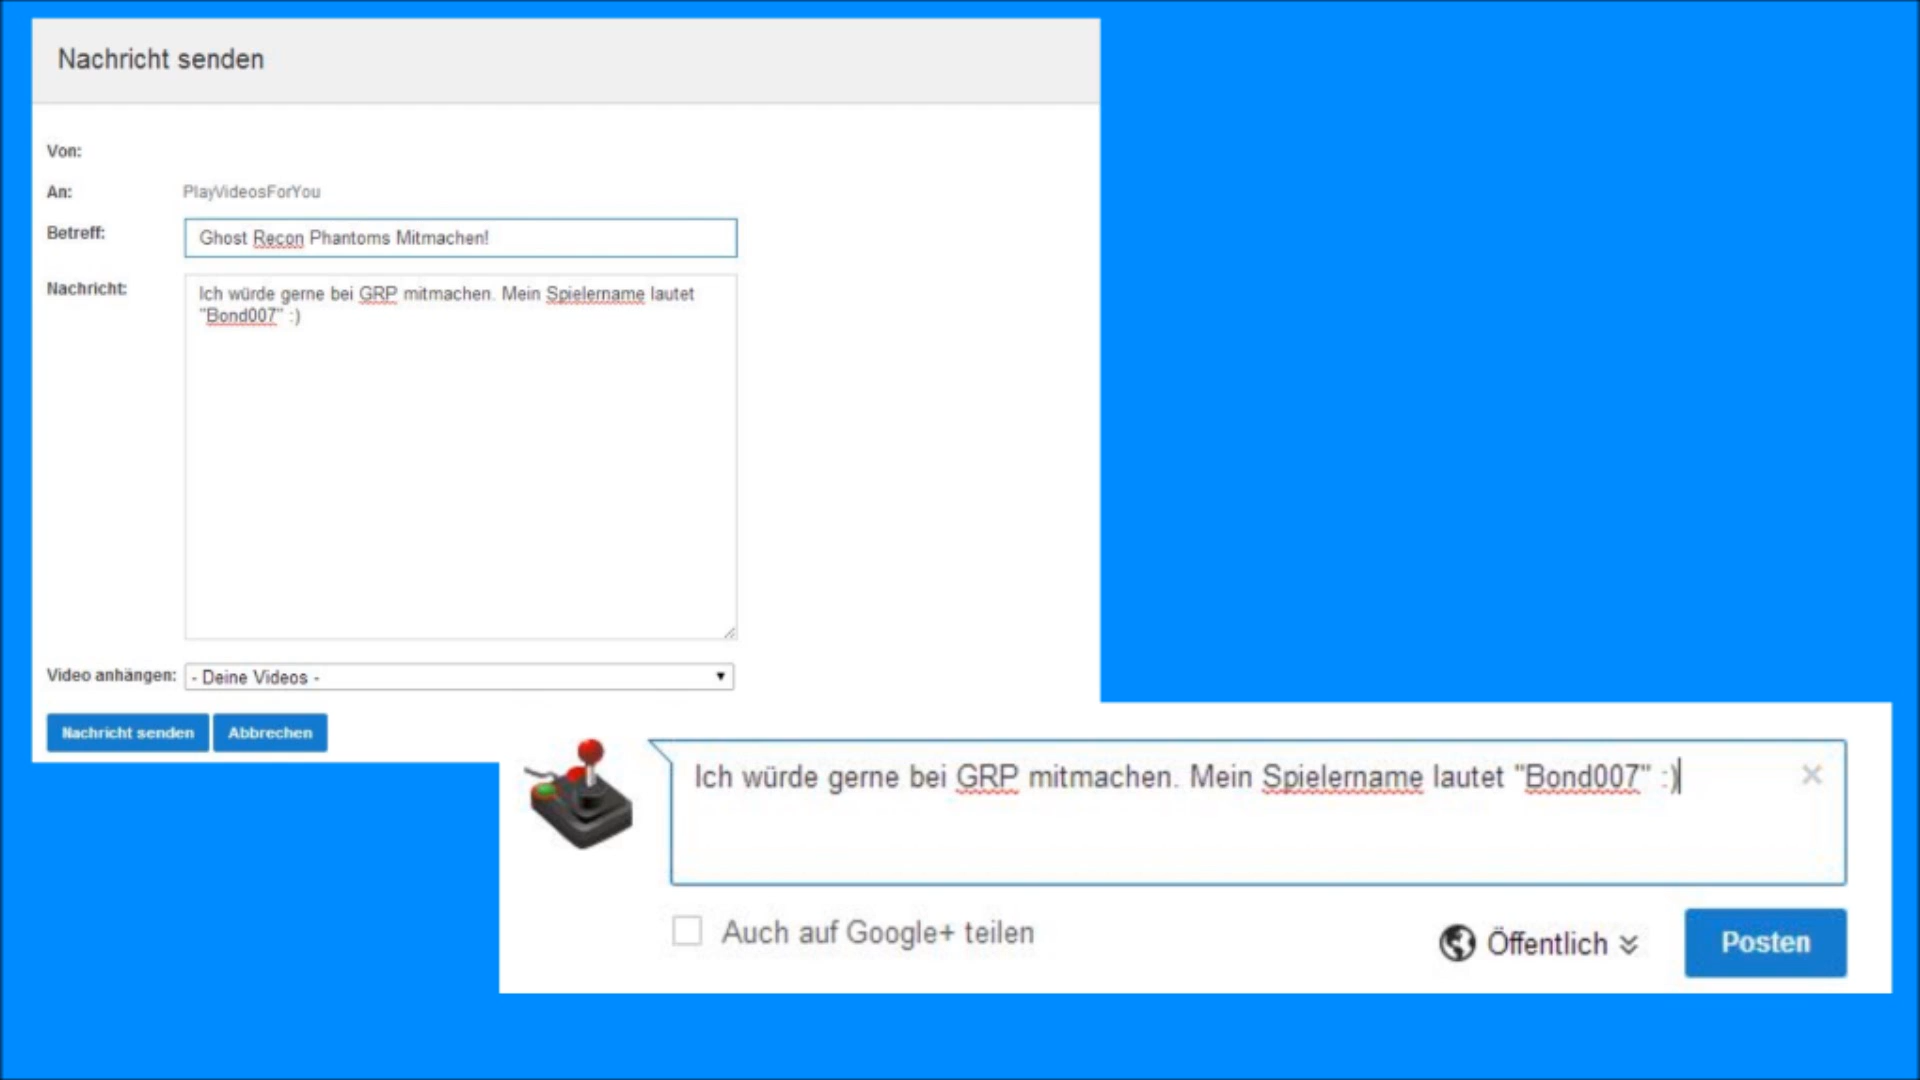 Nachricht senden
Von:
An: PlayVideosForYou
Betreff: Ghost Recon Phantoms Mitmachen!
Nachricht: Ich würde gerne bei GRP mitmachen. Mein Spielername lautet
"Bond007" :)
Video anhängen: - Deine Videos -
Nachricht senden Abbrechen
Ich würde gerne bei GRP mitmachen. Mein Spielername lautet "Bond007" :)
Auch auf Google+ teilen
Öffentlich
Posten